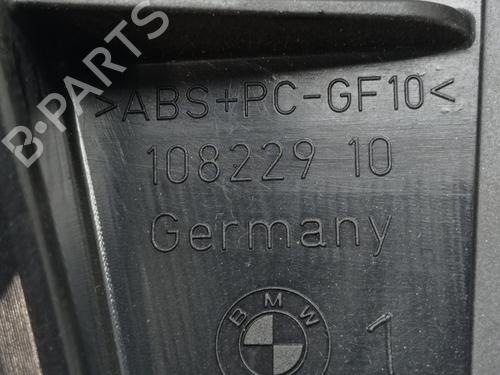 B-PARTS
>ABS+PC-GF10<
108229 10
Germany
BMW
1